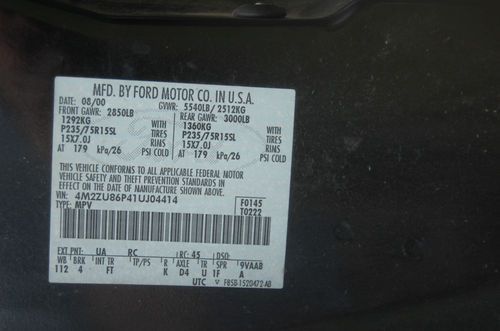 MFD. BY FORD MOTOR CO. IN U.S.A.
DATE 08/00 GVWR: 5540LB/ 2512KG
FRONT GAWR: 2850LB REAR GAWR: 3000LB
1292KG WITH 1360KG WITH
P235/75R15SL TIRES P235/75R15SL TIRES
15X7.0J RIMS 15X7.0J RIMS
AT 179 kPa/26 PSI COLD AT 179 kPa/26 PSI COLD
THIS VEHICLE CONFORMS TO ALL APPLICABLE FEDERAL MOTOR
VEHICLE SAFETY AND THEFT PREVENTION STANDARDS IN EFFECT
ON THE DATE OF MANUFACTURE SHOWN ABOVE.
VIN: 4M2ZU86P41UJ04414 F0145
TYPE: MPV T0222
EXT PNT: UA RC RC: 45 DSO:
WB BRK INT TR TP/PS R AXLE TR SPR 9VAAB
112 4 FT K D4 U 1F A
UTC F85B-1520472-AB